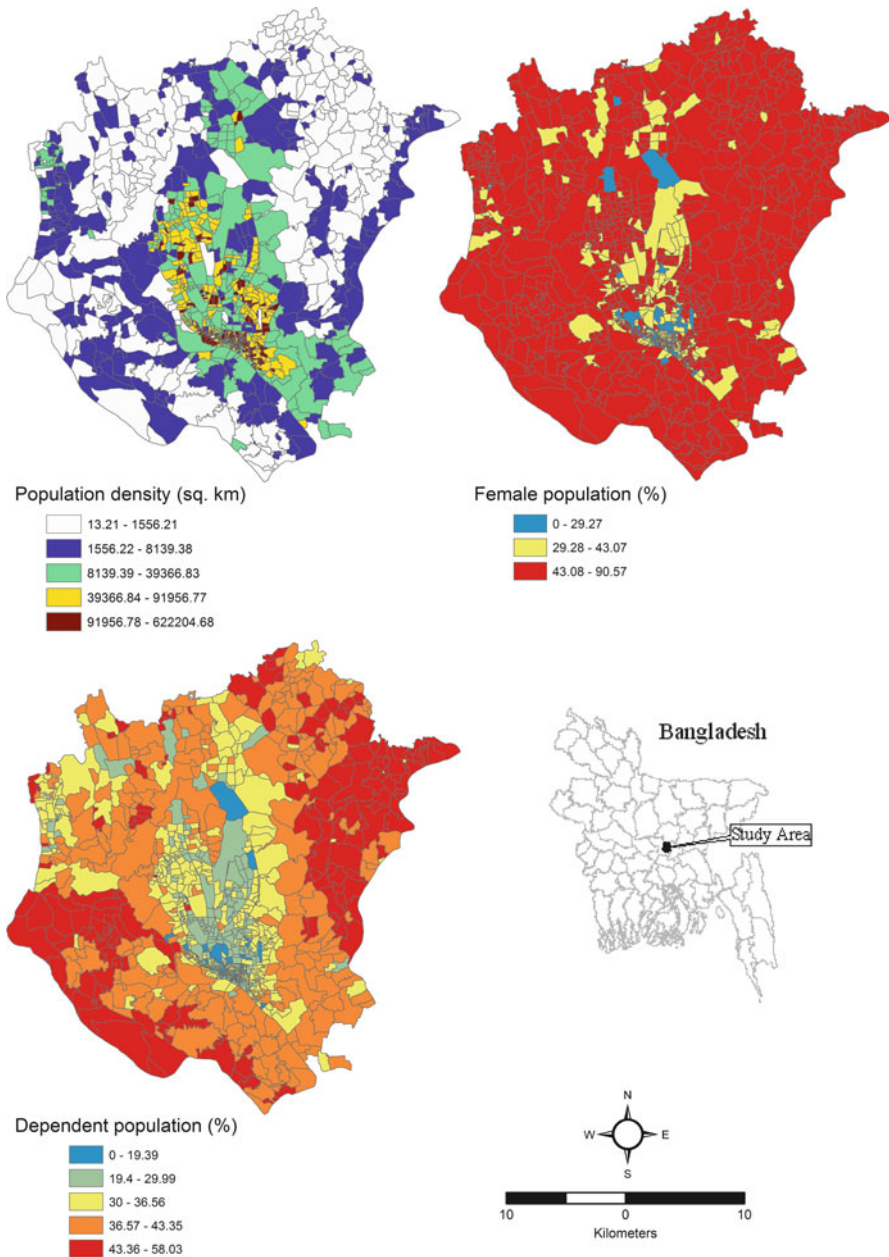 Population density (sq. km)
13.21 - 1556.21
1556.22 - 8139.38
8139.39 - 39366.83
39366.84 - 91956.77
91956.78 - 622204.68
Female population (%)
0 - 29.27
29.28 - 43.07
43.08 - 90.57
Bangladesh
Study Area
Dependent population (%)
0 - 19.39
19.4 - 29.99
30 - 36.56
36.57 - 43.35
43.36 - 58.03
N
W E
S
10 0 10
Kilometers